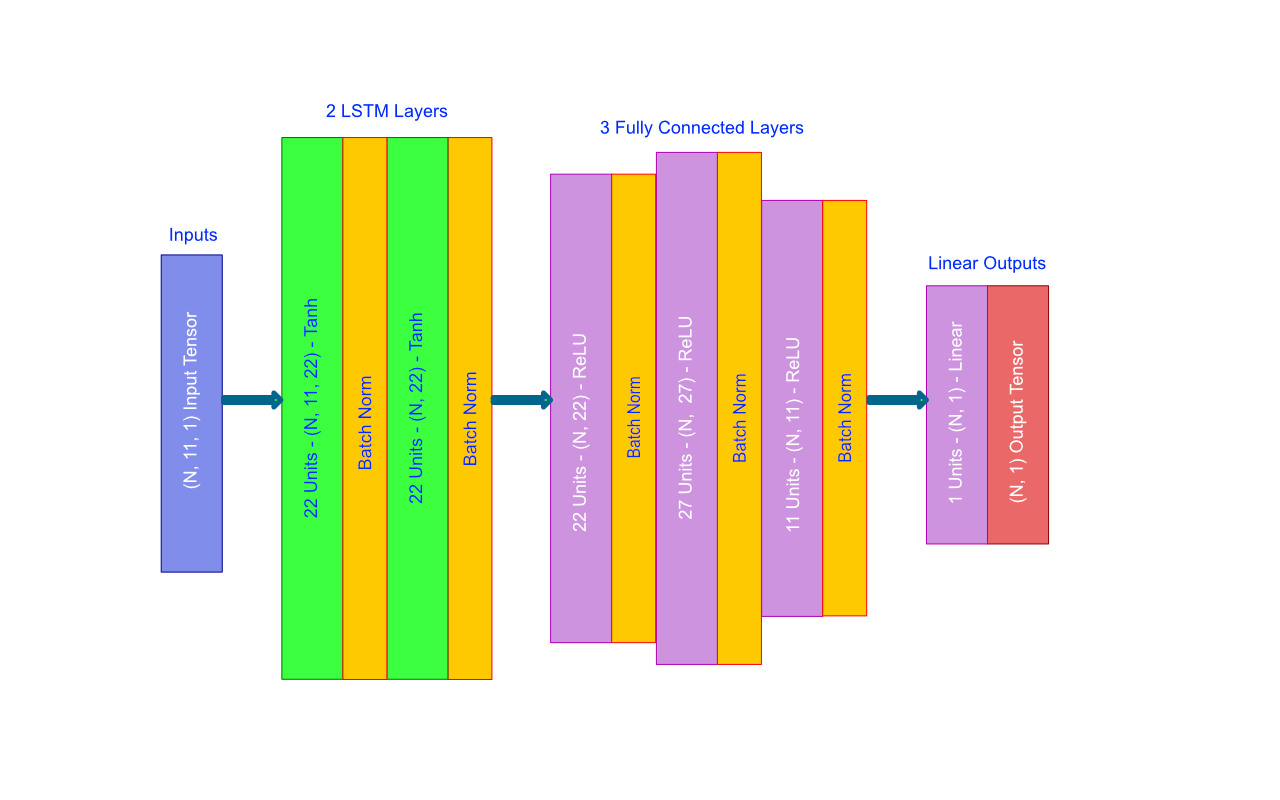 Inputs
(N, 11, 1) Input Tensor
2 LSTM Layers
22 Units - (N, 11, 22) - Tanh
Batch Norm
22 Units - (N, 22) - Tanh
Batch Norm
3 Fully Connected Layers
22 Units - (N, 22) - ReLU
Batch Norm
27 Units - (N,  27) - ReLU
Batch Norm
11 Units - (N, 11) - ReLU
Batch Norm
Linear Outputs
1 Units - (N, 1) - Linear
(N, 1) Output Tensor